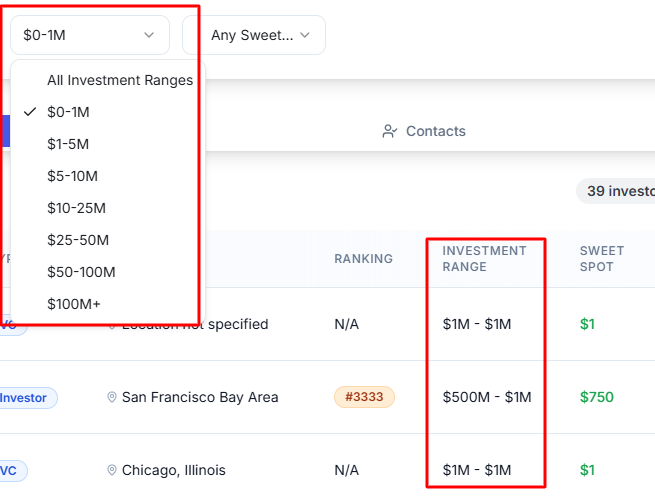 $0-1M
Any Sweet...
All Investment Ranges
$0-1M
$1-5M
$5-10M
$10-25M
$25-50M
$50-100M
$100M+
Contacts
39 investo
RANKING
INVESTMENT
RANGE
SWEET
SPOT
VC
Location not specified
N/A
$1M - $1M
$1
Investor
San Francisco Bay Area
#3333
$500M - $1M
$750
VC
Chicago, Illinois
N/A
$1M - $1M
$1